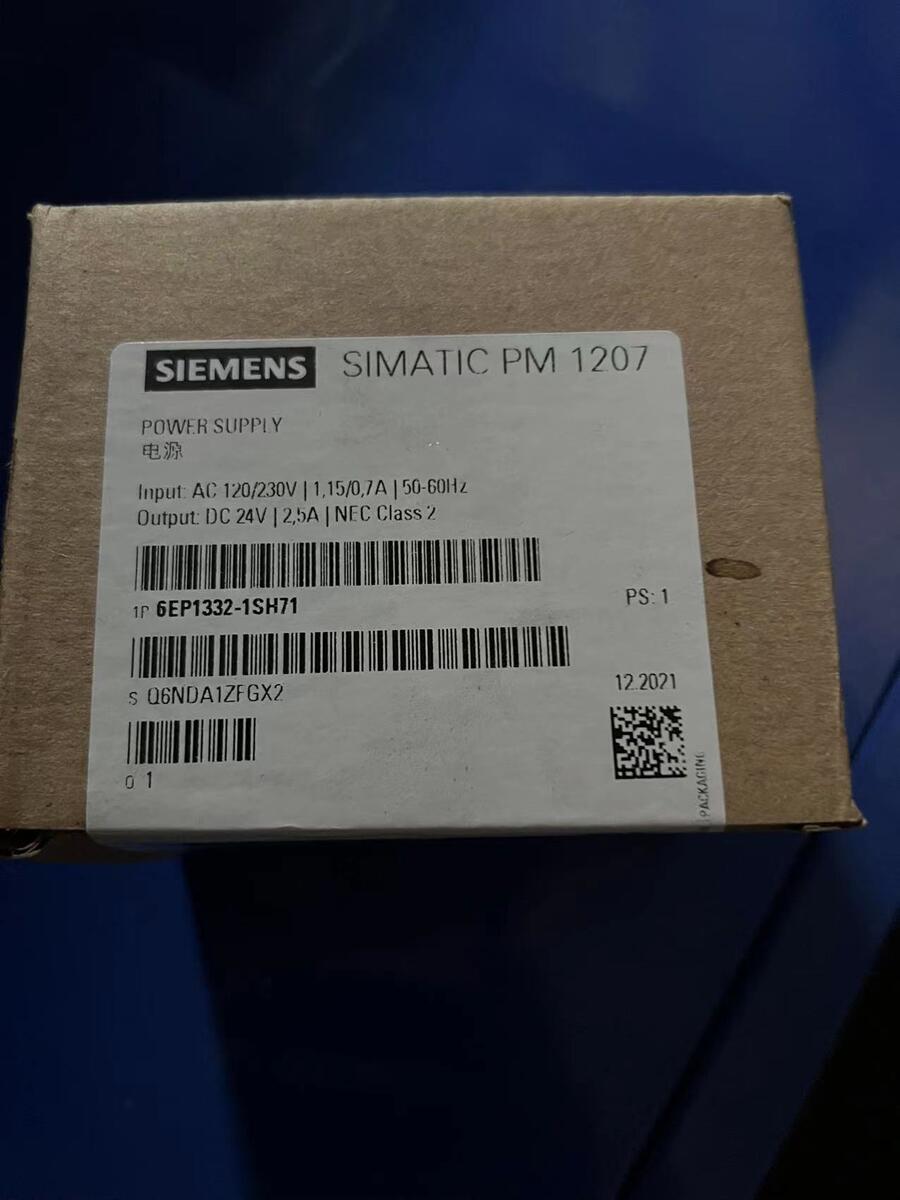 SIEMENS SIMATIC PM 1207
POWER SUPPLY
电源
Input: AC 120/230V | 1,15/0,7A | 50-60Hz
Output: DC 24V | 2,5A | NEC Class 2
1P 6EP1332-1SH71
PS: 1
S Q6NDA1ZFGX2
12.2021
Q 1
PACKAGING